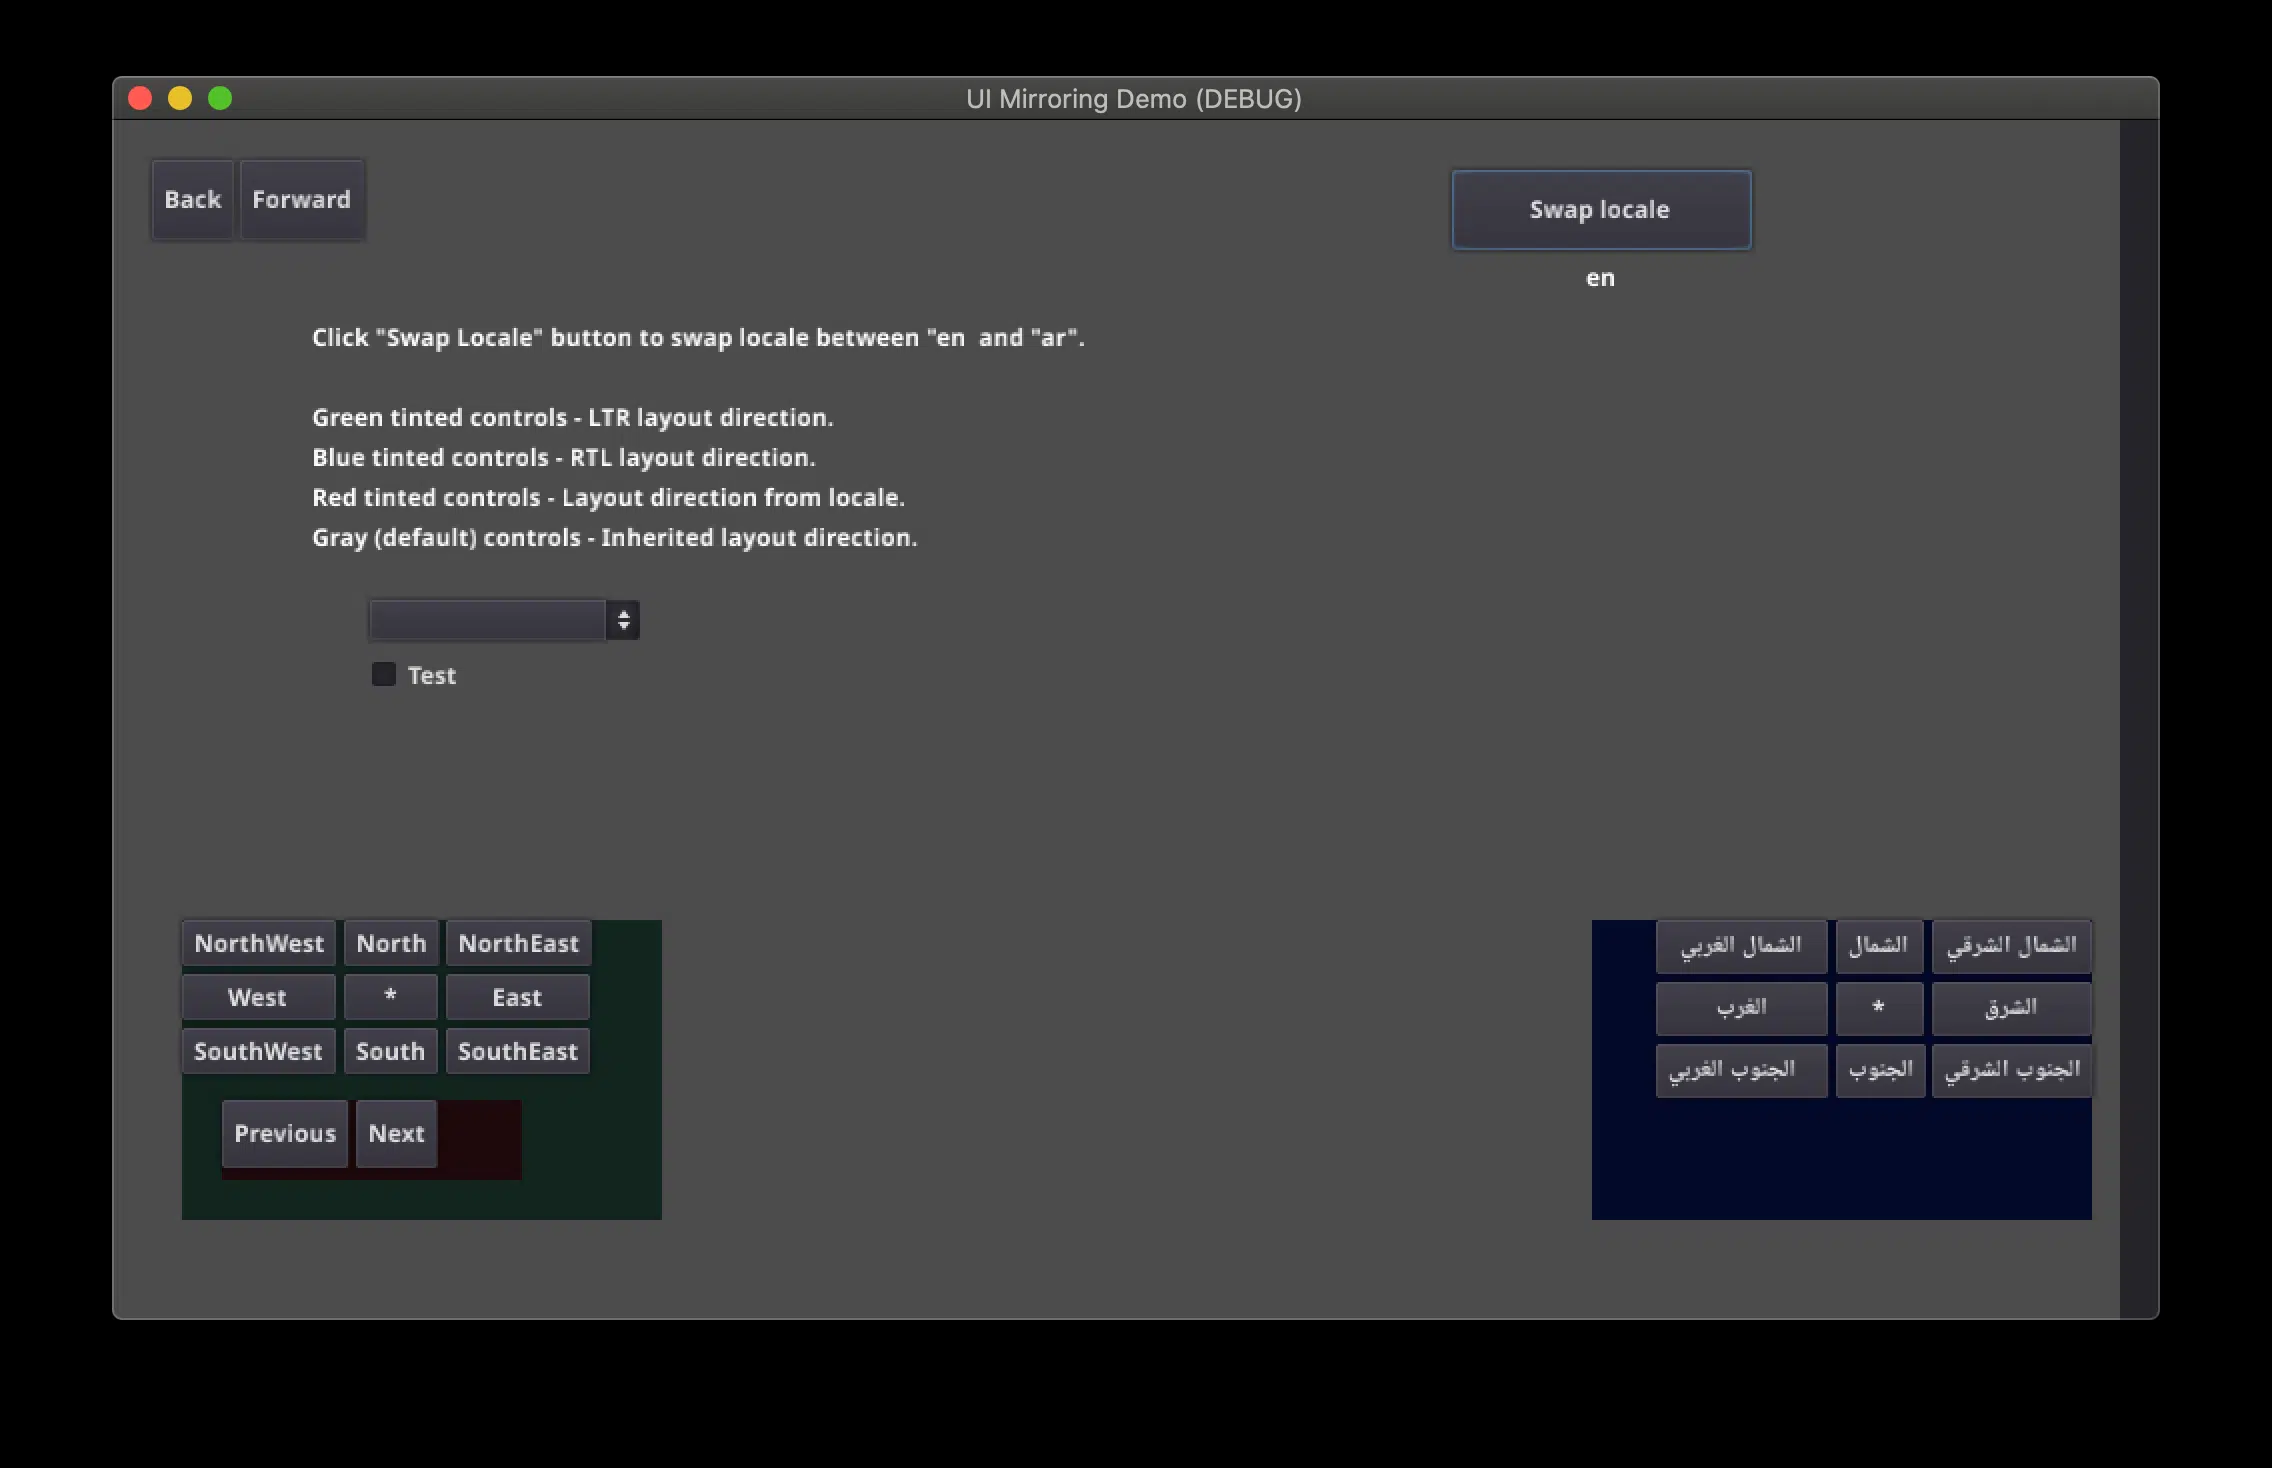 UI Mirroring Demo (DEBUG)
Back Forward
Swap locale
en
Click "Swap Locale" button to swap locale between "en  and "ar".
Green tinted controls - LTR layout direction.
Blue tinted controls - RTL layout direction.
Red tinted controls - Layout direction from locale.
Gray (default) controls - Inherited layout direction.
Test
NorthWest North NorthEast
West * East
SouthWest South SouthEast
Previous Next
الشمال الشرقي الشمال الشمال الغربي
الشرق * الغرب
الجنوب الشرقي الجنوب الجنوب الغربي